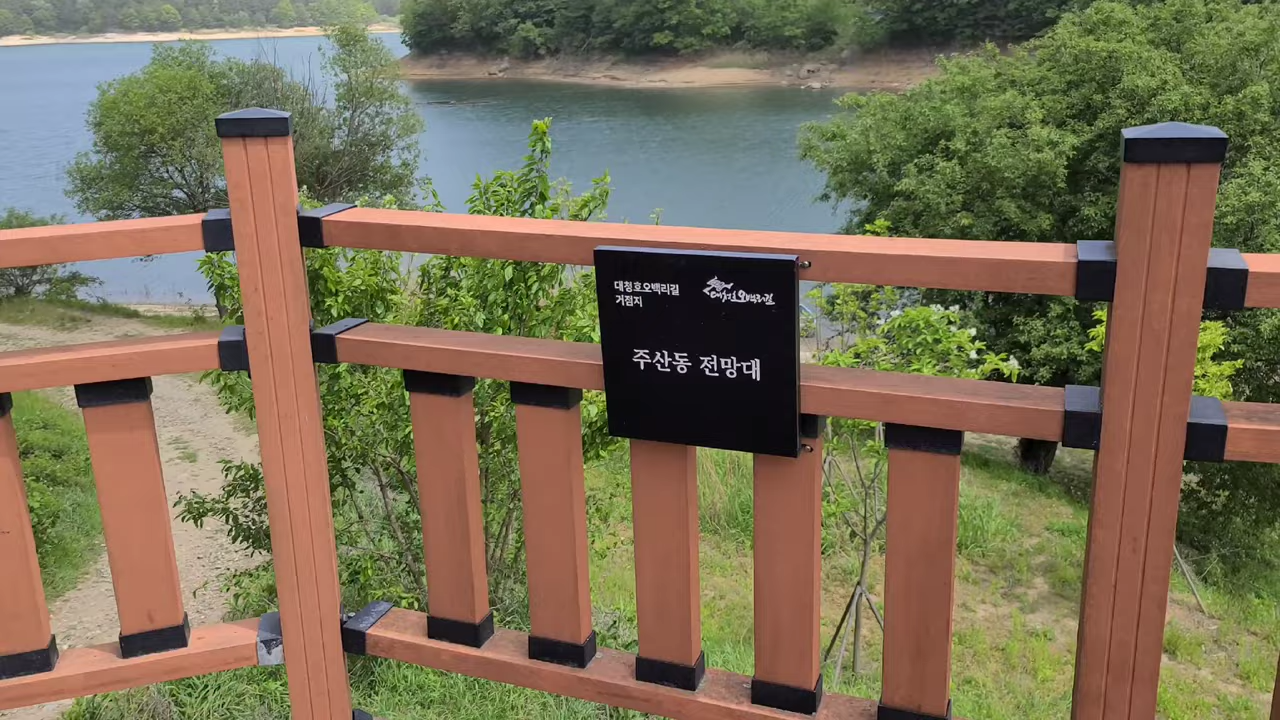 대청호오백리길
거점지
대청호오백리길
주산동 전망대